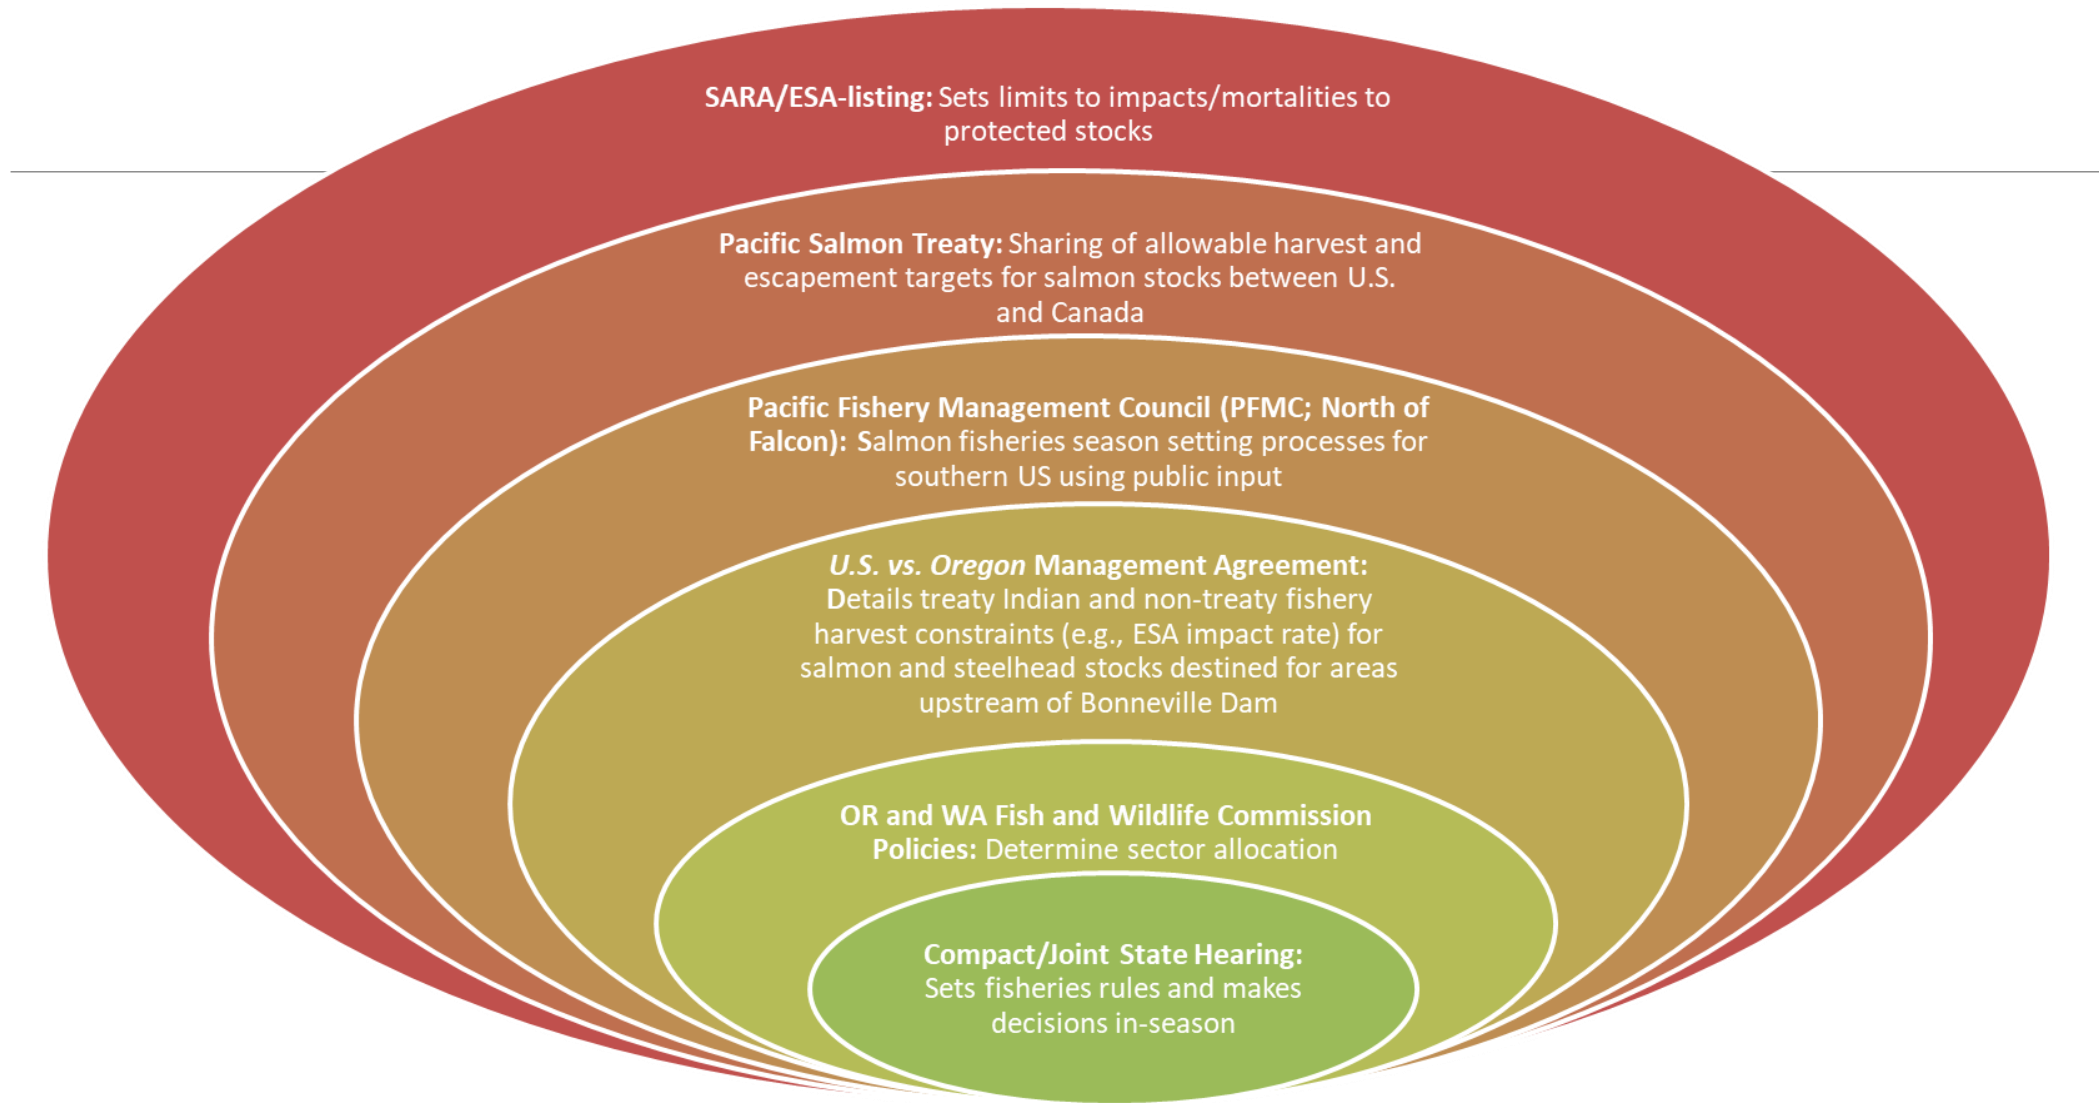 SARA/ESA-listing: Sets limits to impacts/mortalities to
protected stocks
Pacific Salmon Treaty: Sharing of allowable harvest and
escapement targets for salmon stocks between U.S.
and Canada
Pacific Fishery Management Council (PFMC; North of
Falcon): Salmon fisheries season setting processes for
southern US using public input
U.S. vs. Oregon Management Agreement:
Details treaty Indian and non-treaty fishery
harvest constraints (e.g., ESA impact rate) for
salmon and steelhead stocks destined for areas
upstream of Bonneville Dam
OR and WA Fish and Wildlife Commission
Policies: Determine sector allocation
Compact/Joint State Hearing:
Sets fisheries rules and makes
decisions in-season